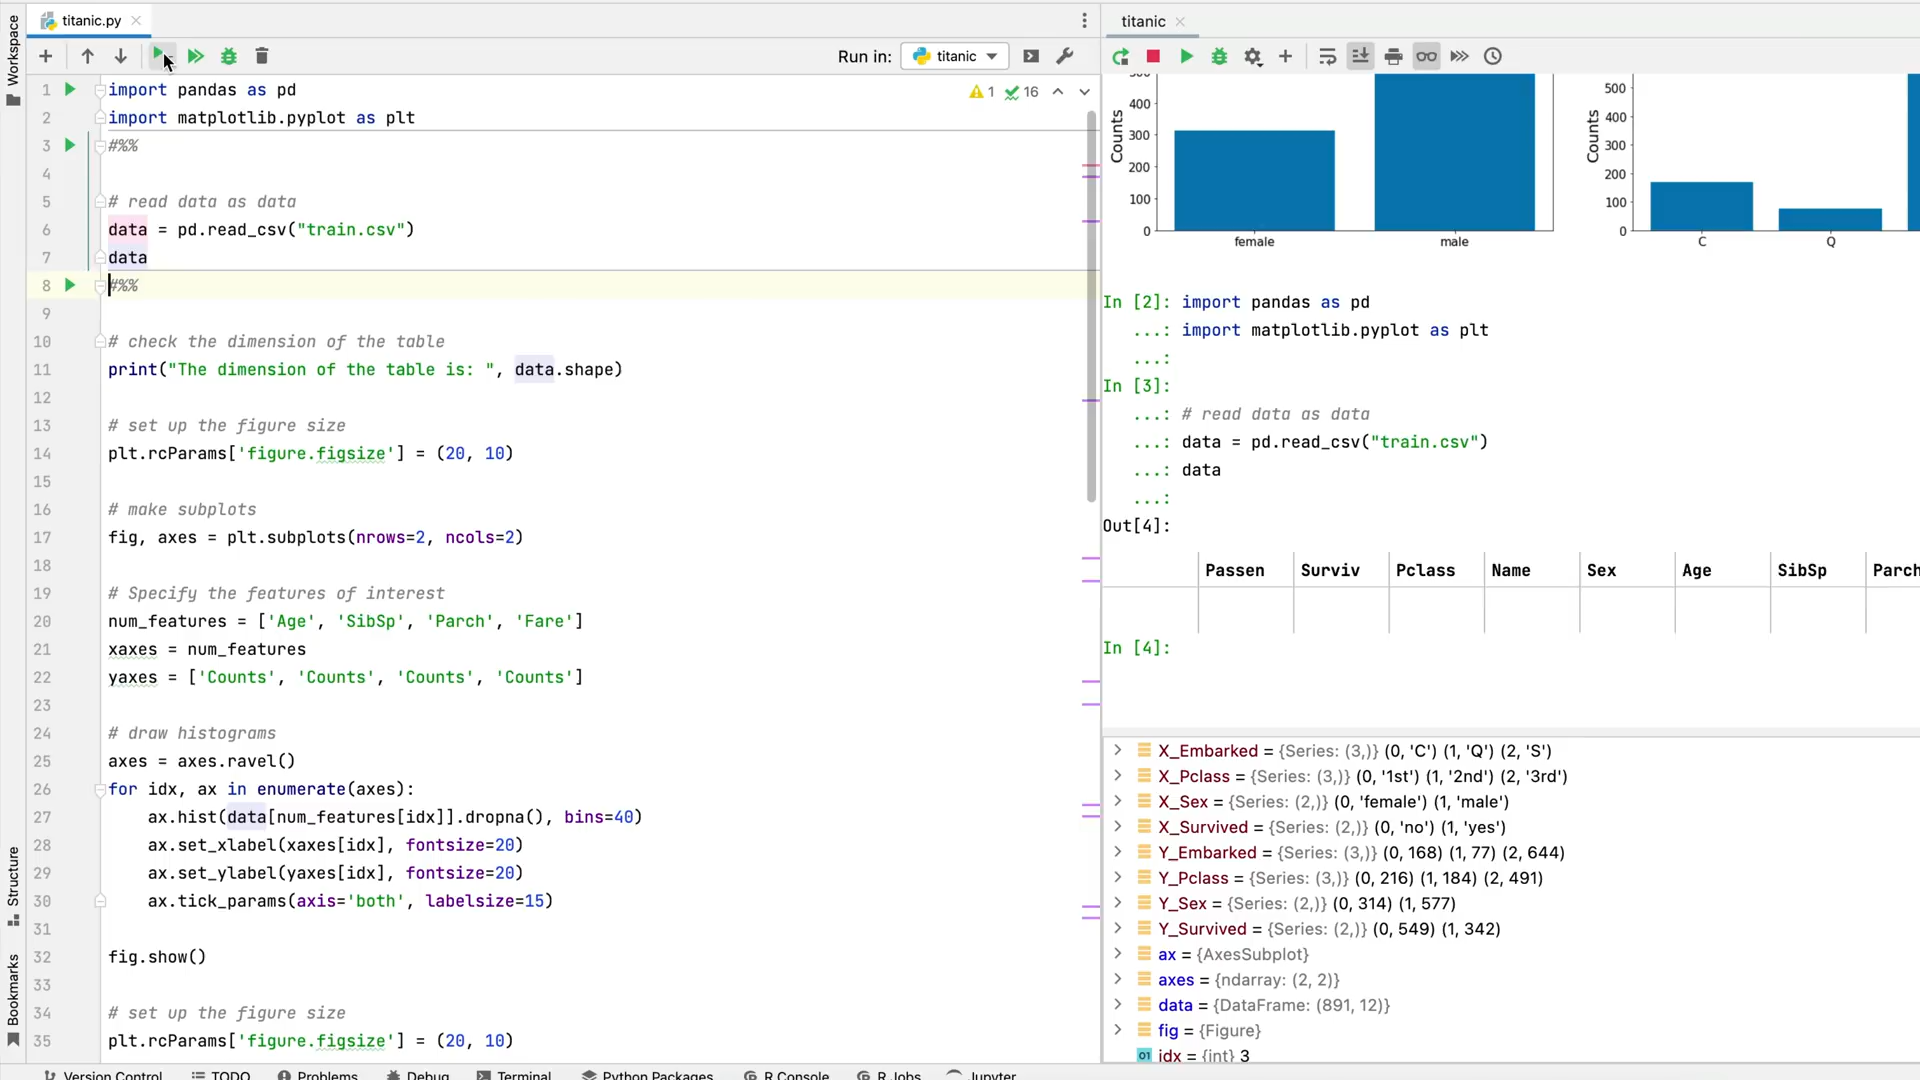 Workspace
Structure
Bookmarks
titanic.py
Run in: titanic
1 import pandas as pd
2 import matplotlib.pyplot as plt
3 #%%
4
5 # read data as data
6 data = pd.read_csv("train.csv")
7 data
8 #%%
9
10 # check the dimension of the table
11 print("The dimension of the table is: ", data.shape)
12
13 # set up the figure size
14 plt.rcParams['figure.figsize'] = (20, 10)
15
16 # make subplots
17 fig, axes = plt.subplots(nrows=2, ncols=2)
18
19 # Specify the features of interest
20 num_features = ['Age', 'SibSp', 'Parch', 'Fare']
21 xaxes = num_features
22 yaxes = ['Counts', 'Counts', 'Counts', 'Counts']
23
24 # draw histograms
25 axes = axes.ravel()
26 for idx, ax in enumerate(axes):
27 ax.hist(data[num_features[idx]].dropna(), bins=40)
28 ax.set_xlabel(xaxes[idx], fontsize=20)
29 ax.set_ylabel(yaxes[idx], fontsize=20)
30 ax.tick_params(axis='both', labelsize=15)
31
32 fig.show()
33
34 # set up the figure size
35 plt.rcParams['figure.figsize'] = (20, 10)
1 16
titanic
Counts
500
400
300
200
100
0
female male
Counts
500
400
300
200
100
0
C Q
In [2]: import pandas as pd
...: import matplotlib.pyplot as plt
...:
In [3]:
...: # read data as data
...: data = pd.read_csv("train.csv")
...: data
...:
Out[4]:
Passen Surviv Pclass Name Sex Age SibSp Parch
In [4]:
X_Embarked = {Series: (3,)} (0, 'C') (1, 'Q') (2, 'S')
X_Pclass = {Series: (3,)} (0, '1st') (1, '2nd') (2, '3rd')
X_Sex = {Series: (2,)} (0, 'female') (1, 'male')
X_Survived = {Series: (2,)} (0, 'no') (1, 'yes')
Y_Embarked = {Series: (3,)} (0, 168) (1, 77) (2, 644)
Y_Pclass = {Series: (3,)} (0, 216) (1, 184) (2, 491)
Y_Sex = {Series: (2,)} (0, 314) (1, 577)
Y_Survived = {Series: (2,)} (0, 549) (1, 342)
ax = {AxesSubplot}
axes = {ndarray: (2, 2)}
data = {DataFrame: (891, 12)}
fig = {Figure}
01 idx = {int} 3
Version Control TODO Problems Debug Terminal Python Packages R Console R Jobs Jupyter